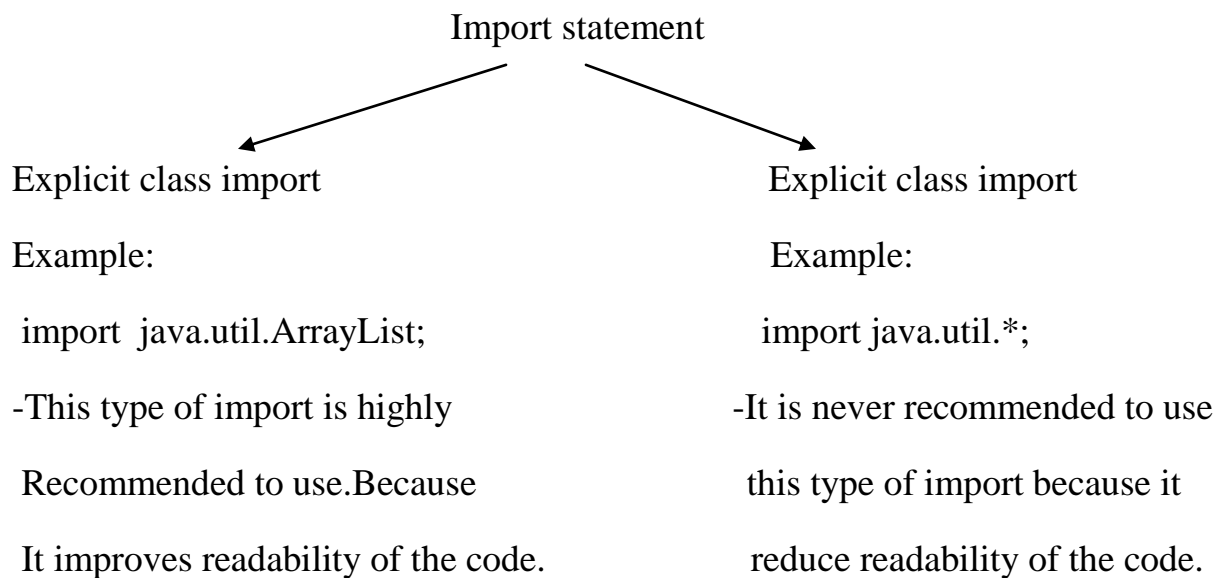 Import statement
Explicit class import
Example:
import java.util.ArrayList;
-This type of import is highly
Recommended to use.Because
It improves readability of the code.
Explicit class import
Example:
import java.util.*;
-It is never recommended to use
this type of import because it
reduce readability of the code.